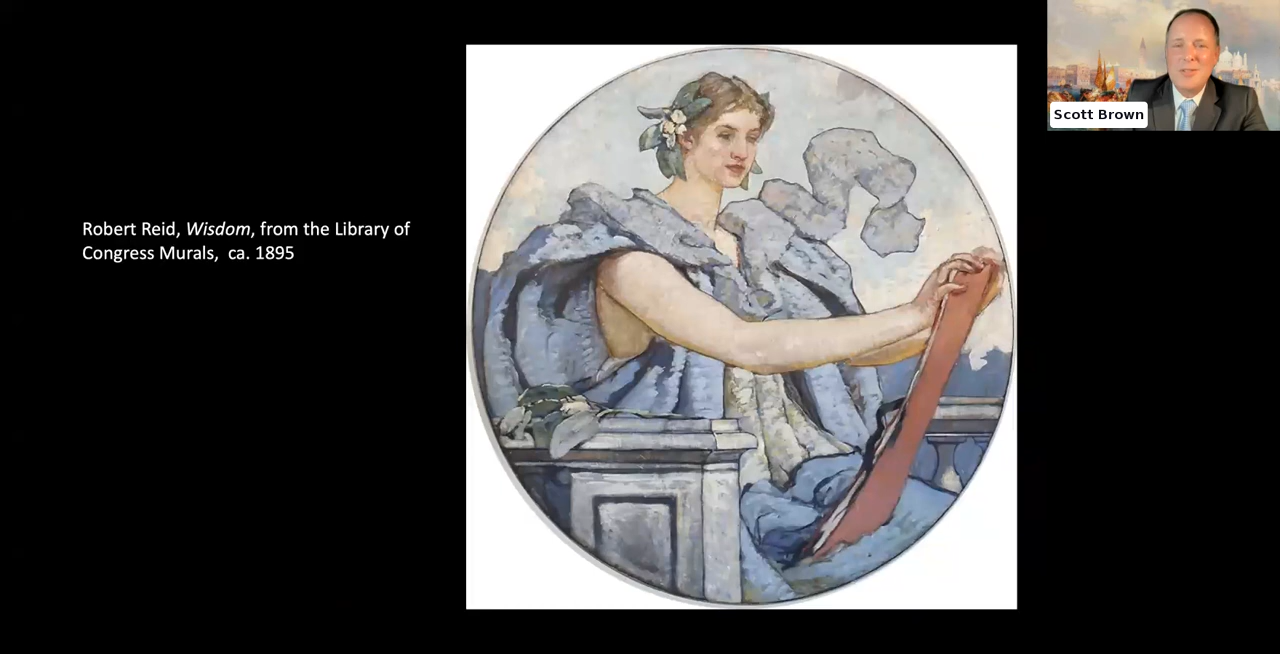 Robert Reid, Wisdom, from the Library of
Congress Murals,  ca. 1895
Scott Brown